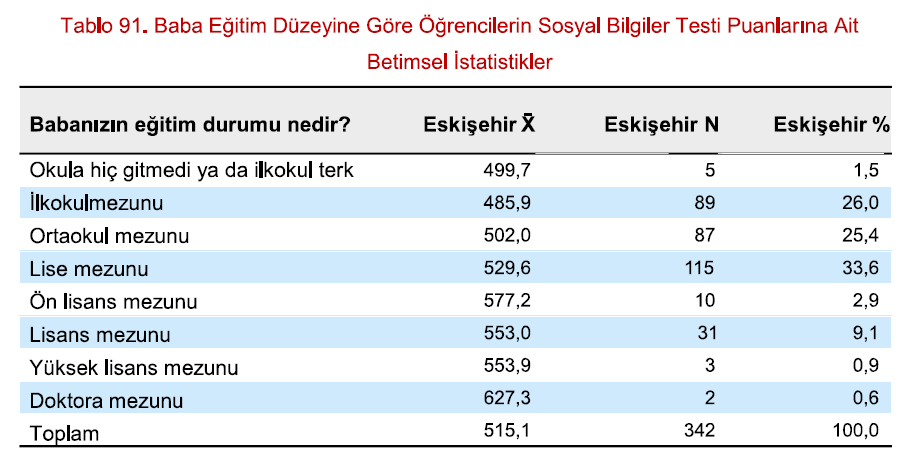 Tablo 91. Baba Eğitim Düzeyine Göre Öğrencilerin Sosyal Bilgiler Testi Puanlarına Ait
Betimsel İstatistikler
Babanızın eğitim durumu nedir? Eskişehir X̄ Eskişehir N Eskişehir %
Okula hiç gitmedi ya da ilkokul terk 499,7 5 1,5
İlkokulmezunu 485,9 89 26,0
Ortaokul mezunu 502,0 87 25,4
Lise mezunu 529,6 115 33,6
Ön lisans mezunu 577,2 10 2,9
Lisans mezunu 553,0 31 9,1
Yüksek lisans mezunu 553,9 3 0,9
Doktora mezunu 627,3 2 0,6
Toplam 515,1 342 100,0